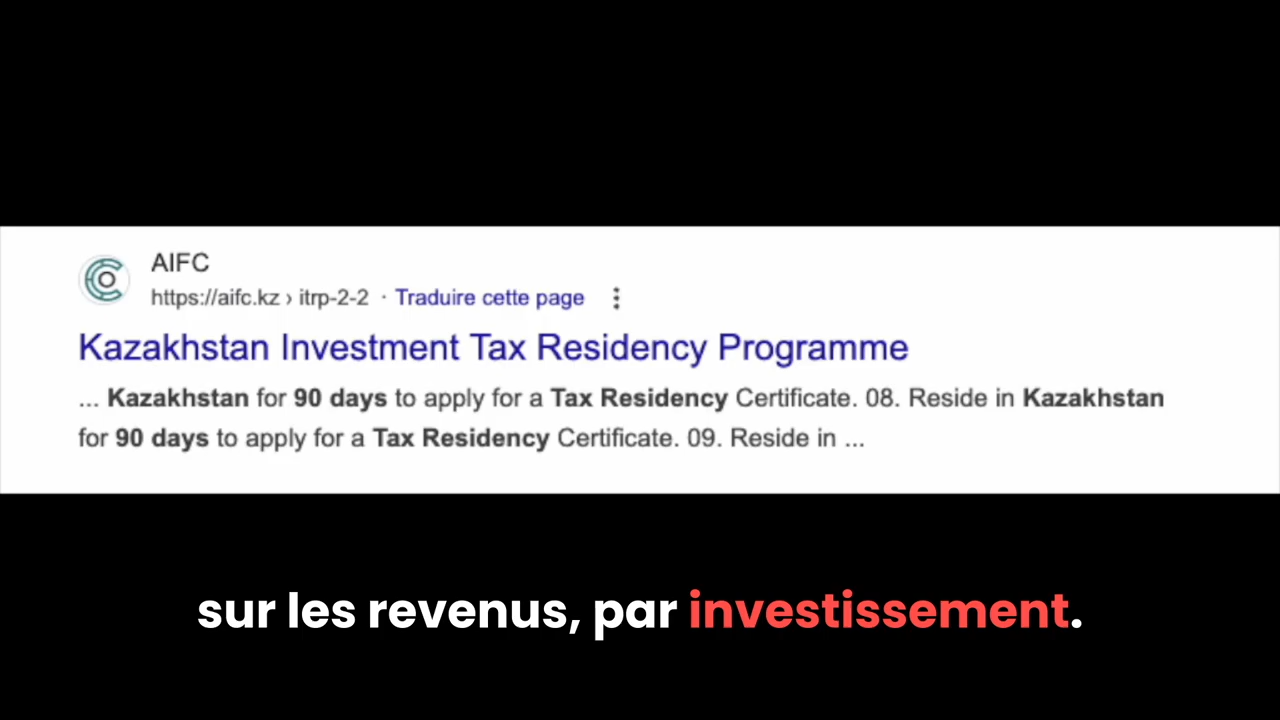 AIFC
https://aifc.kz › itrp-2-2 · Traduire cette page
Kazakhstan Investment Tax Residency Programme
... Kazakhstan for 90 days to apply for a Tax Residency Certificate. 08. Reside in Kazakhstan
for 90 days to apply for a Tax Residency Certificate. 09. Reside in ...
sur les revenus, par investissement.